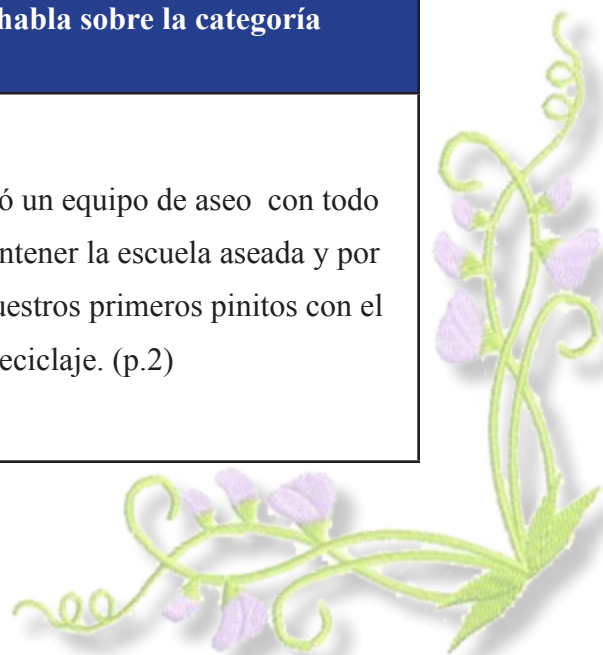 habla sobre la categoría
ó un equipo de aseo con todo
ntener la escuela aseada y por
uestros primeros pinitos con el
eciclaje. (p.2)